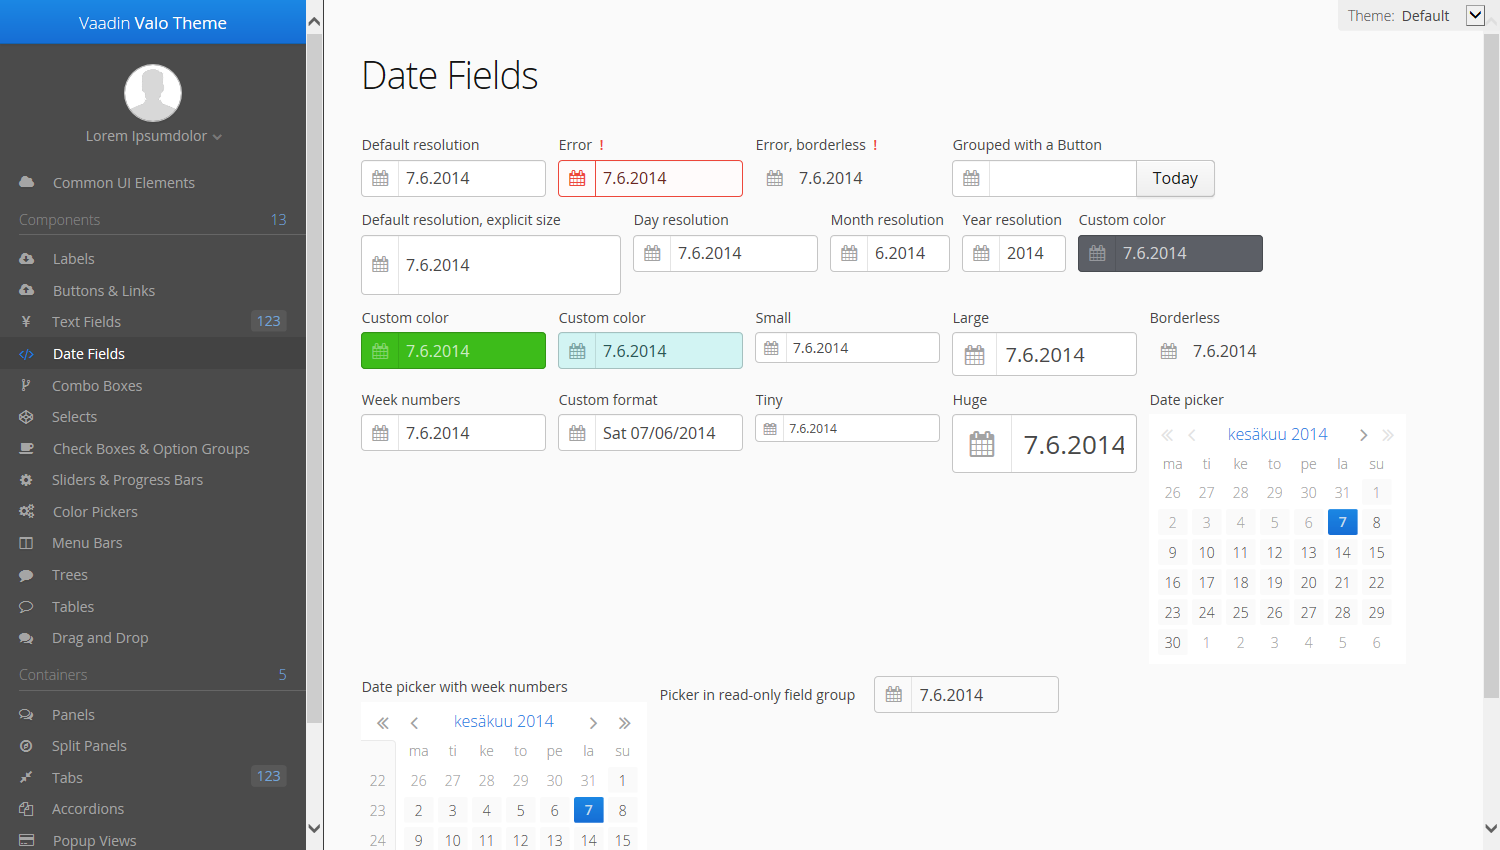 Vaadin Valo Theme
Lorem Ipsumdolor
Common UI Elements
Components 13
Labels
Buttons & Links
Text Fields 123
Date Fields
Combo Boxes
Selects
Check Boxes & Option Groups
Sliders & Progress Bars
Color Pickers
Menu Bars
Trees
Tables
Drag and Drop
Containers 5
Panels
Split Panels
Tabs 123
Accordions
Popup Views
Theme: Default
Date Fields
Default resolution Error ! Error, borderless ! Grouped with a Button
7.6.2014 7.6.2014 7.6.2014 Today
Default resolution, explicit size Day resolution Month resolution Year resolution Custom color
7.6.2014 7.6.2014 6.2014 2014 7.6.2014
Custom color Custom color Small Large Borderless
7.6.2014 7.6.2014 7.6.2014 7.6.2014 7.6.2014
Week numbers Custom format Tiny Huge Date picker
7.6.2014 Sat 07/06/2014 7.6.2014 7.6.2014
kesäkuu 2014
ma ti ke to pe la su
26 27 28 29 30 31 1
2 3 4 5 6 7 8
9 10 11 12 13 14 15
16 17 18 19 20 21 22
23 24 25 26 27 28 29
30 1 2 3 4 5 6
Date picker with week numbers
kesäkuu 2014
ma ti ke to pe la su
22 26 27 28 29 30 31 1
23 2 3 4 5 6 7 8
24 9 10 11 12 13 14 15
Picker in read-only field group 7.6.2014